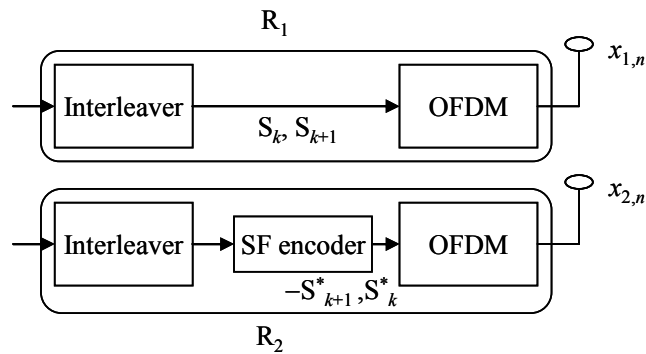 R₁
Interleaver
Sₖ, Sₖ₊₁
OFDM
x₁,ₙ
Interleaver
SF encoder
OFDM
x₂,ₙ
−S*ₖ₊₁ ,S*ₖ
R₂